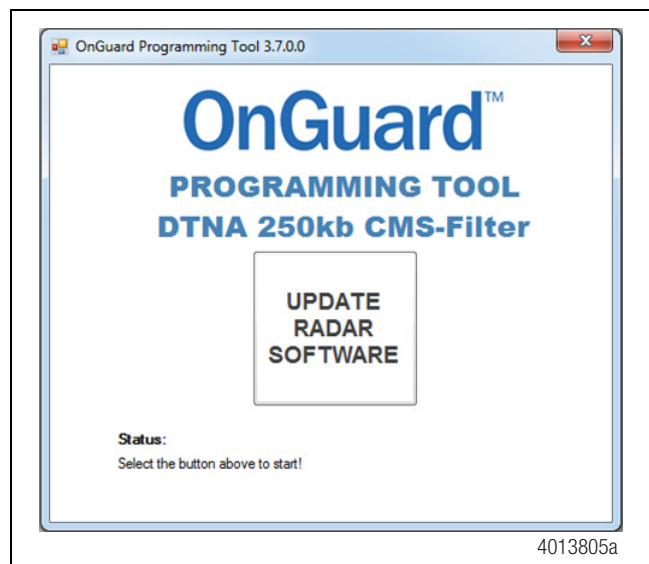 OnGuard Programming Tool 3.7.0.0
OnGuard™
PROGRAMMING TOOL
DTNA 250kb CMS-Filter
UPDATE
RADAR
SOFTWARE
Status:
Select the button above to start!
4013805a